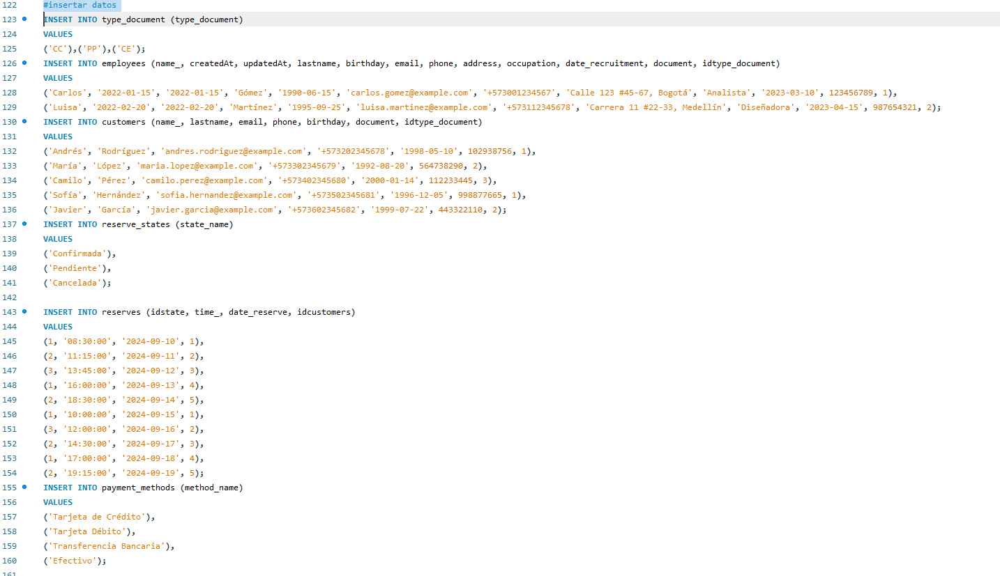 122 #insertar datos
123 INSERT INTO type_document (type_document)
124 VALUES
125 ('CC'),('PP'),('CE');
126 INSERT INTO employees (name_, createdAt, updatedAt, lastname, birthday, email, phone, address, occupation, date_recruitment, document, idtype_document)
127 VALUES
128 ('Carlos', '2022-01-15', '2022-01-15', 'Gómez', '1990-06-15', 'carlos.gomez@example.com', '+573001234567', 'Calle 123 #45-67, Bogotá', 'Analista', '2023-03-10', 123456789, 1),
129 ('Luisa', '2022-02-20', '2022-02-20', 'Martínez', '1995-09-25', 'luisa.martinez@example.com', '+573112345678', 'Carrera 11 #22-33, Medellín', 'Diseñadora', '2023-04-15', 987654321, 2);
130 INSERT INTO customers (name_, lastname, email, phone, birthday, document, idtype_document)
131 VALUES
132 ('Andrés', 'Rodríguez', 'andres.rodriguez@example.com', '+573202345678', '1998-05-10', 102938756, 1),
133 ('María', 'López', 'maria.lopez@example.com', '+573302345679', '1992-08-20', 564738290, 2),
134 ('Camilo', 'Pérez', 'camilo.perez@example.com', '+573402345680', '2000-01-14', 112233445, 3),
135 ('Sofía', 'Hernández', 'sofia.hernandez@example.com', '+573502345681', '1996-12-05', 998877665, 1),
136 ('Javier', 'García', 'javier.garcia@example.com', '+573602345682', '1999-07-22', 443322110, 2);
137 INSERT INTO reserve_states (state_name)
138 VALUES
139 ('Confirmada'),
140 ('Pendiente'),
141 ('Cancelada');
142
143 INSERT INTO reserves (idstate, time_, date_reserve, idcustomers)
144 VALUES
145 (1, '08:30:00', '2024-09-10', 1),
146 (2, '11:15:00', '2024-09-11', 2),
147 (3, '13:45:00', '2024-09-12', 3),
148 (1, '16:00:00', '2024-09-13', 4),
149 (2, '18:30:00', '2024-09-14', 5),
150 (1, '10:00:00', '2024-09-15', 1),
151 (3, '12:00:00', '2024-09-16', 2),
152 (2, '14:30:00', '2024-09-17', 3),
153 (1, '17:00:00', '2024-09-18', 4),
154 (2, '19:15:00', '2024-09-19', 5);
155 INSERT INTO payment_methods (method_name)
156 VALUES
157 ('Tarjeta de Crédito'),
158 ('Tarjeta Débito'),
159 ('Transferencia Bancaria'),
160 ('Efectivo');
161